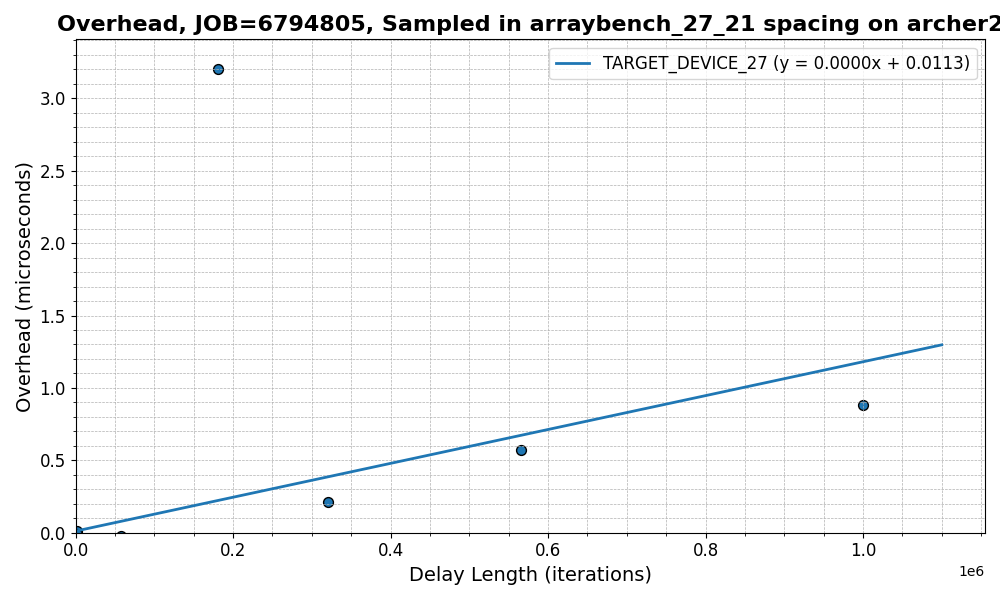 Overhead, JOB=6794805, Sampled in arraybench_27_21 spacing on archer2
TARGET_DEVICE_27 (y = 0.0000x + 0.0113)
Overhead (microseconds)
3.0
2.5
2.0
1.5
1.0
0.5
0.0
0.0 0.2 0.4 0.6 0.8 1.0
1e6
Delay Length (iterations)